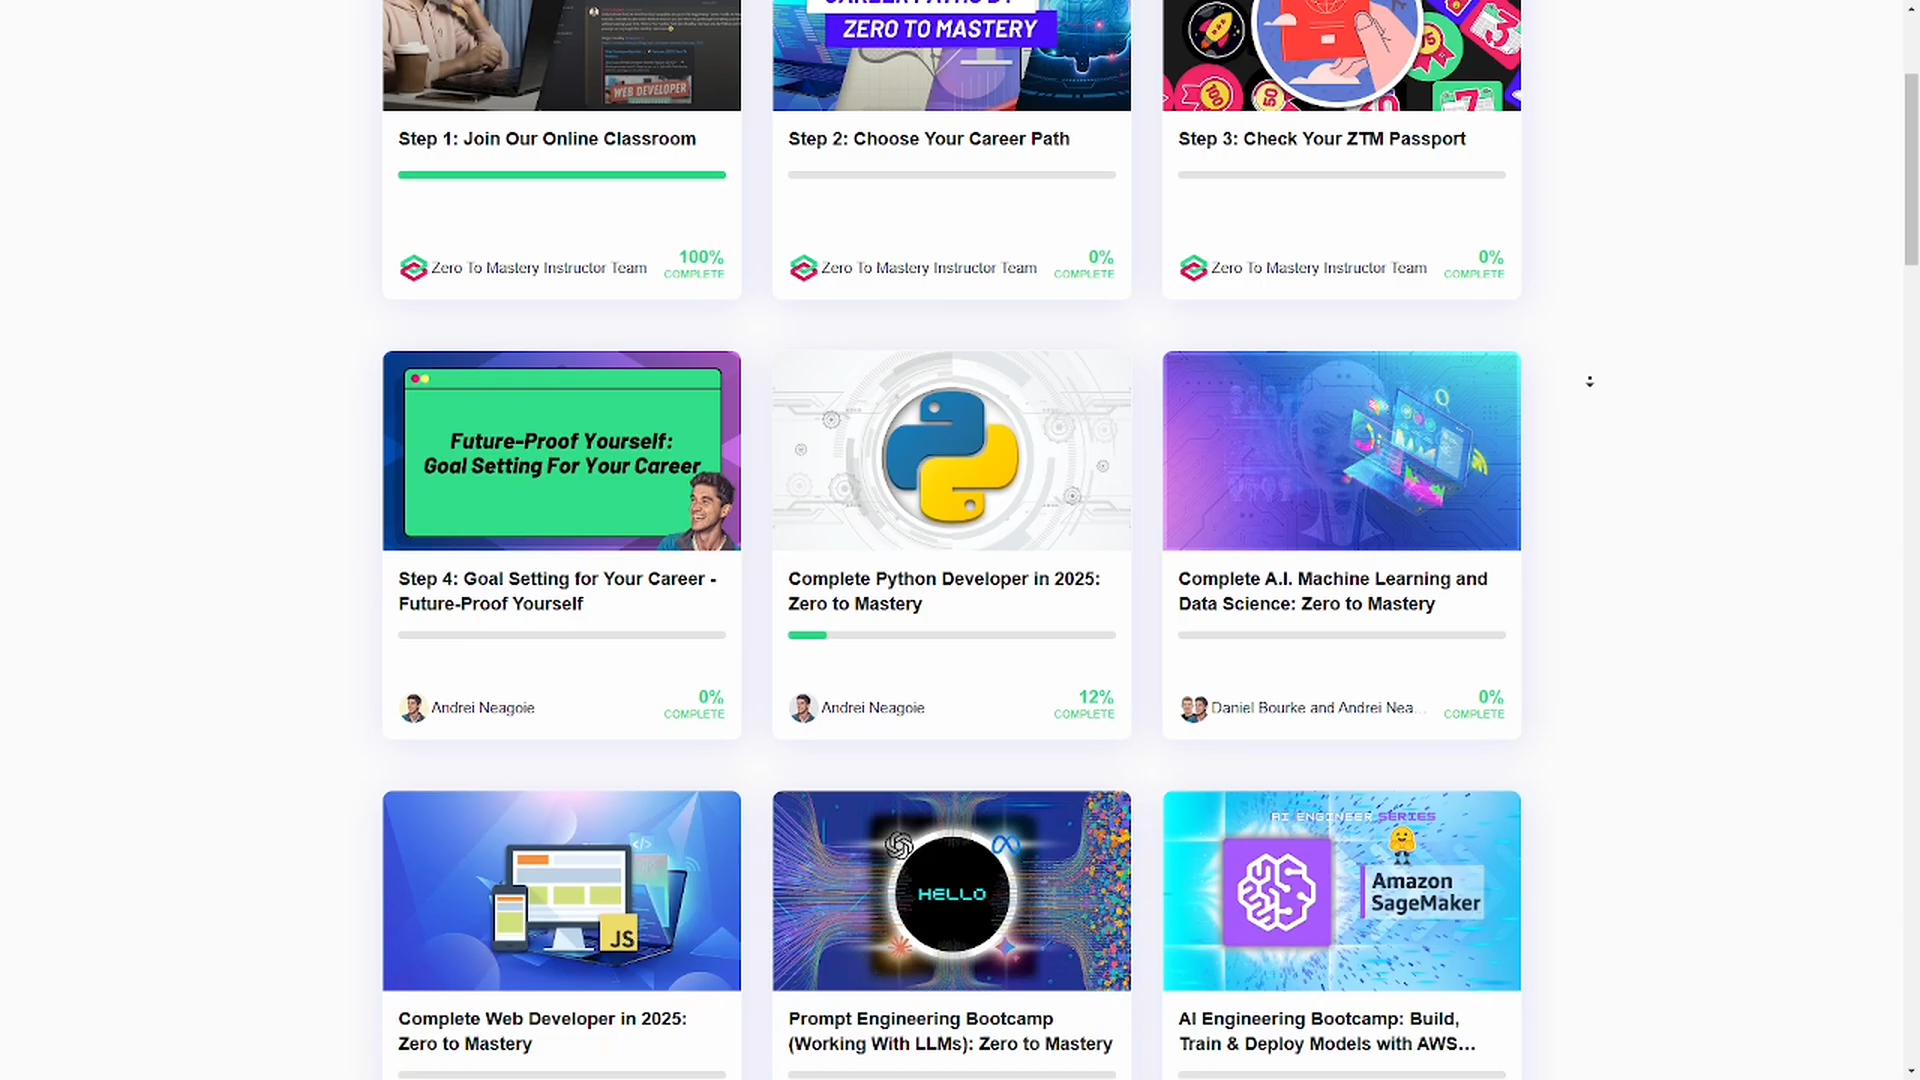 ZERO TO MASTERY
WEB DEVELOPER
Step 1: Join Our Online Classroom
Step 2: Choose Your Career Path
Step 3: Check Your ZTM Passport
Zero To Mastery Instructor Team
100%
COMPLETE
Zero To Mastery Instructor Team
0%
COMPLETE
Zero To Mastery Instructor Team
0%
COMPLETE
Future-Proof Yourself:
Goal Setting For Your Career
Step 4: Goal Setting for Your Career -
Future-Proof Yourself
Complete Python Developer in 2025:
Zero to Mastery
Complete A.I. Machine Learning and
Data Science: Zero to Mastery
Andrei Neagoie
0%
COMPLETE
Andrei Neagoie
12%
COMPLETE
Daniel Bourke and Andrei Nea...
0%
COMPLETE
JS
HELLO
AI ENGINEER SERIES
Amazon
SageMaker
Complete Web Developer in 2025:
Zero to Mastery
Prompt Engineering Bootcamp
(Working With LLMs): Zero to Mastery
AI Engineering Bootcamp: Build,
Train & Deploy Models with AWS...